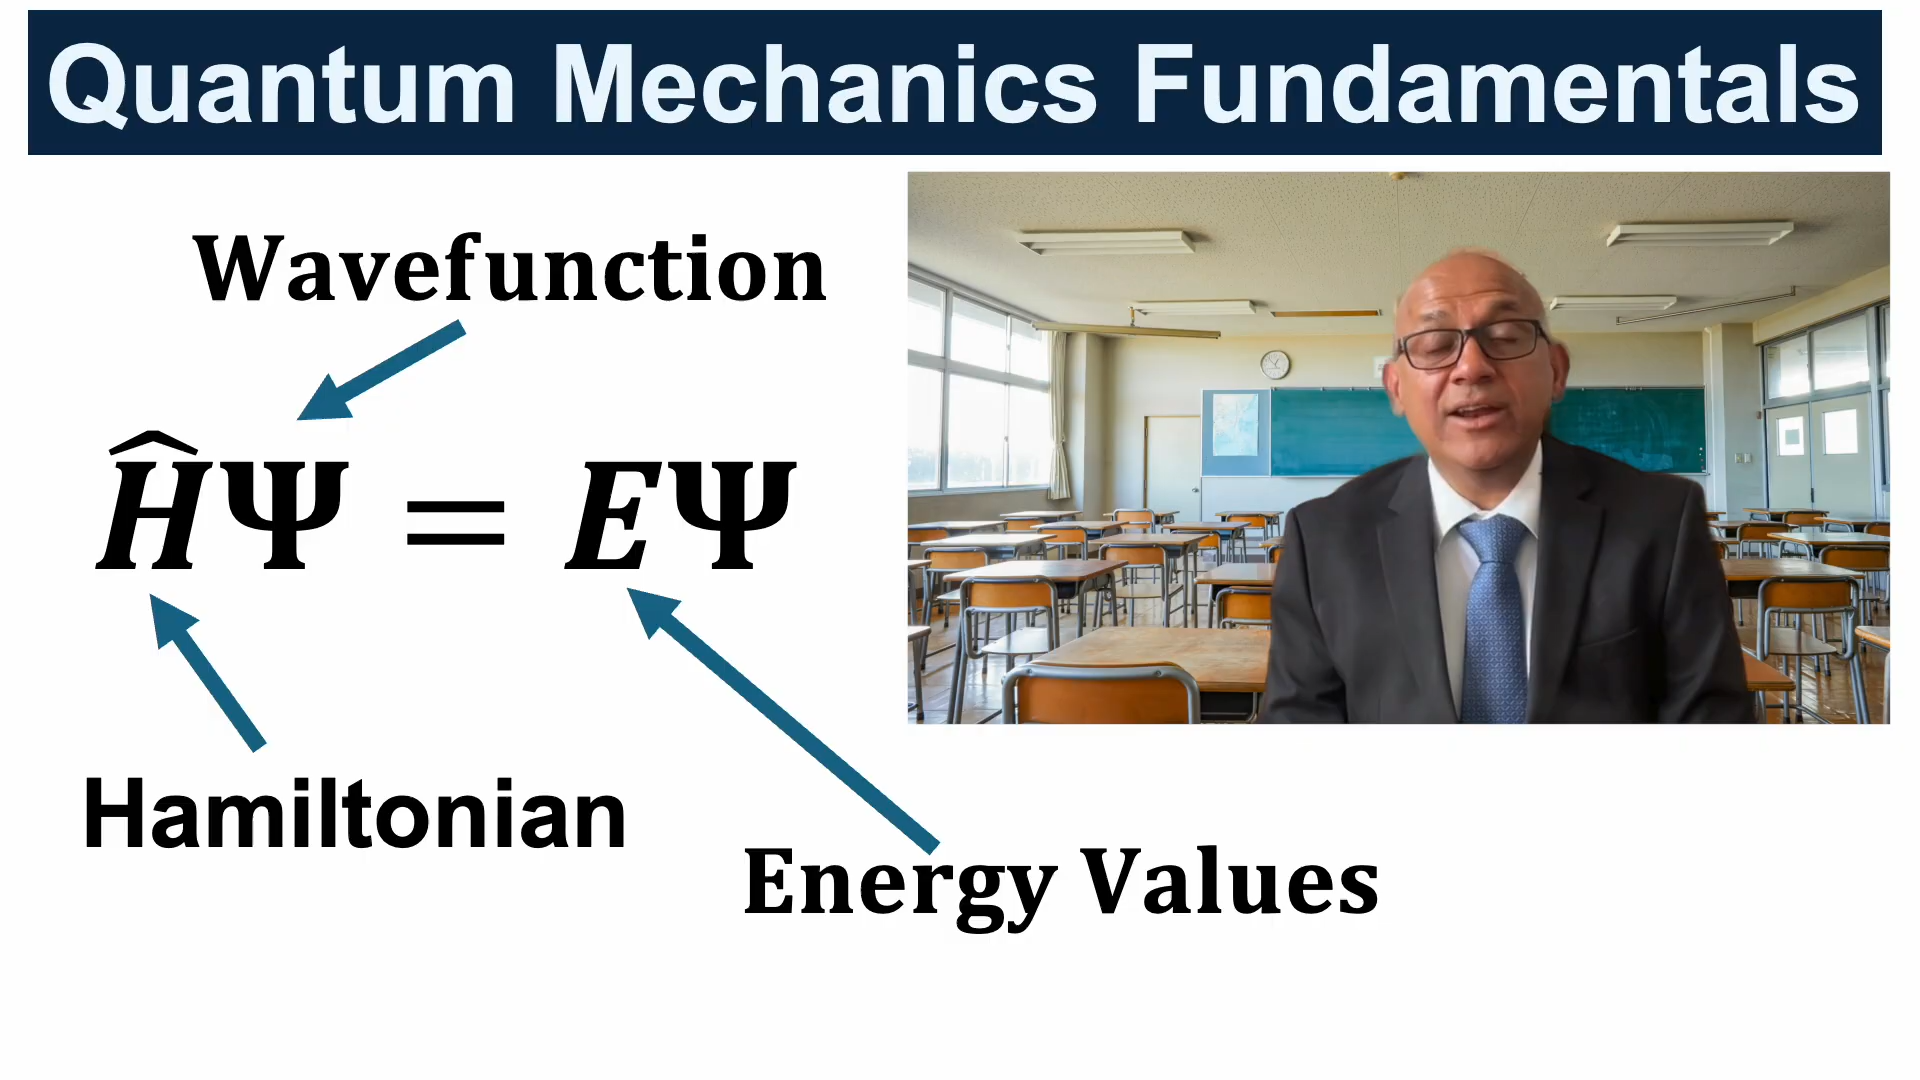 Quantum Mechanics Fundamentals
Wavefunction
ĤΨ = EΨ
Hamiltonian
Energy Values